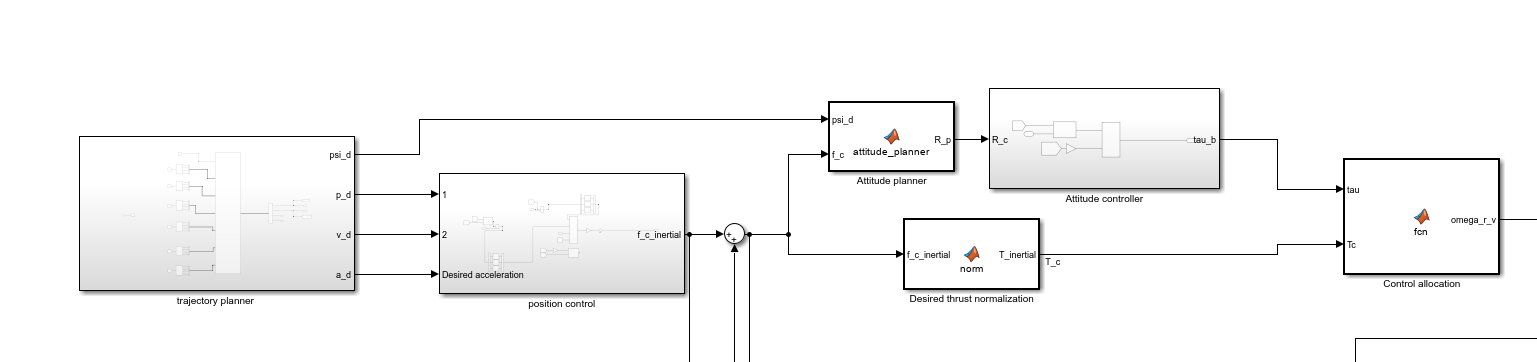 psi_d
p_d
v_d
a_d
trajectory planner
1
2
Desired acceleration
f_c_inertial
position control
+
+
psi_d
f_c
R_p
attitude_planner
Attitude planner
R_c
tau_b
Attitude controller
f_c_inertial
T_inertial
norm
T_c
Desired thrust normalization
tau
Tc
omega_r_v
fcn
Control allocation